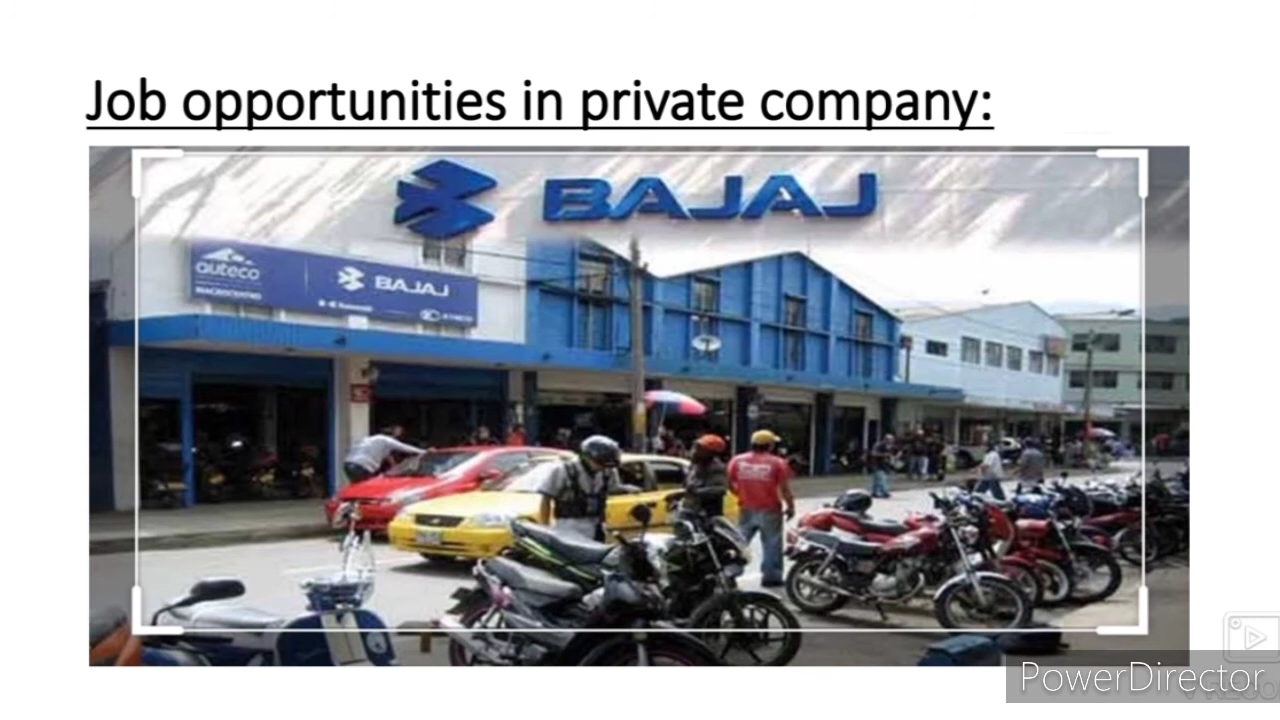 Job opportunities in private company:
BAJAJ
auteco
BAJAJ
PowerDirector